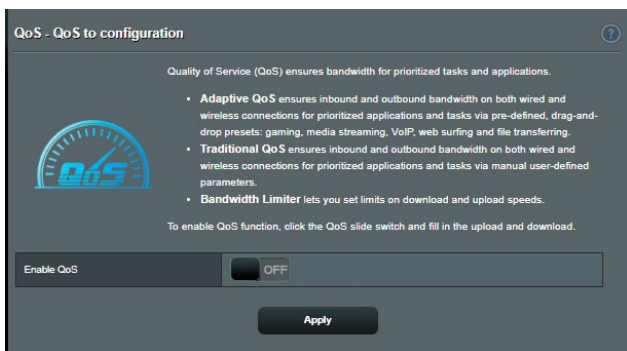 QoS - QoS to configuration
?
Quality of Service (QoS) ensures bandwidth for prioritized tasks and applications.
• Adaptive QoS ensures inbound and outbound bandwidth on both wired and
wireless connections for prioritized applications and tasks via pre-defined, drag-and-
drop presets: gaming, media streaming, VoIP, web surfing and file transferring.
• Traditional QoS ensures inbound and outbound bandwidth on both wired and
wireless connections for prioritized applications and tasks via manual user-defined
parameters.
• Bandwidth Limiter lets you set limits on download and upload speeds.
QoS
To enable QoS function, click the QoS slide switch and fill in the upload and download.
Enable QoS
OFF
Apply